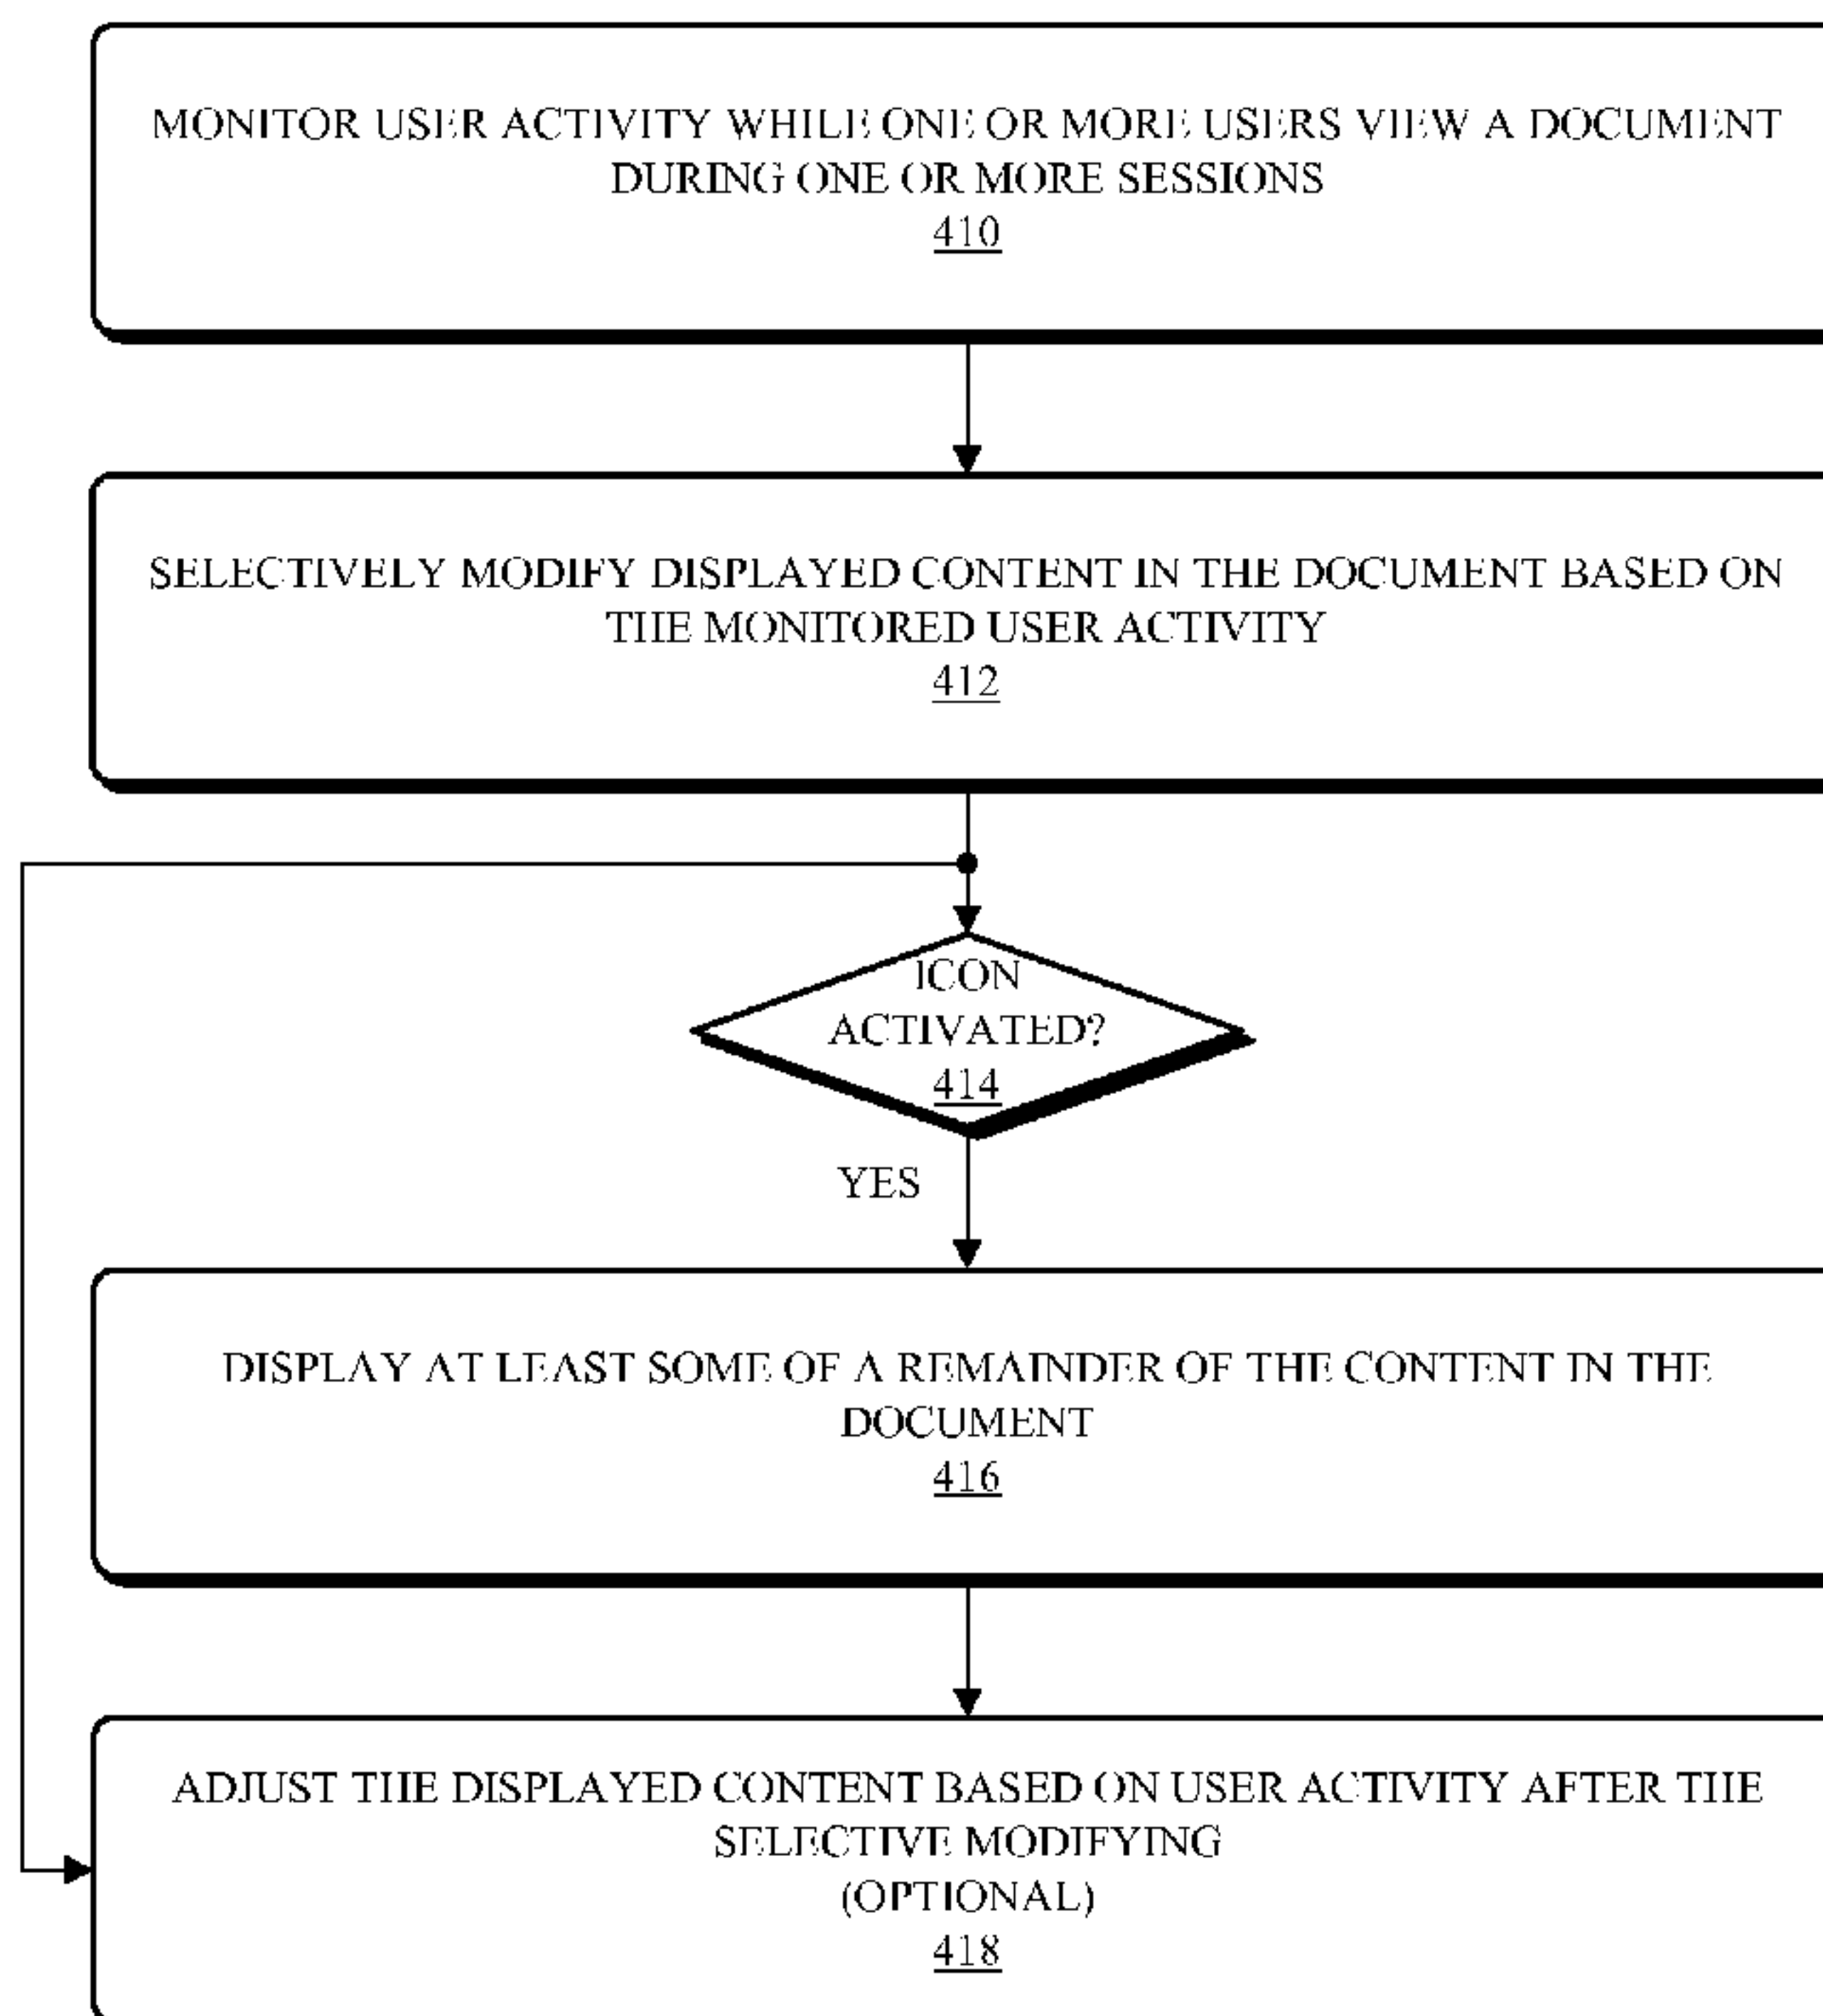 MONITOR USER ACTIVITY WHILE ONE OR MORE USERS VIEW A DOCUMENT
DURING ONE OR MORE SESSIONS
410
SELECTIVELY MODIFY DISPLAYED CONTENT IN THE DOCUMENT BASED ON
THE MONITORED USER ACTIVITY
412
ICON
ACTIVATED?
414
YES
DISPLAY AT LEAST SOME OF A REMAINDER OF THE CONTENT IN THE
DOCUMENT
416
ADJUST THE DISPLAYED CONTENT BASED ON USER ACTIVITY AFTER THE
SELECTIVE MODIFYING
(OPTIONAL)
418